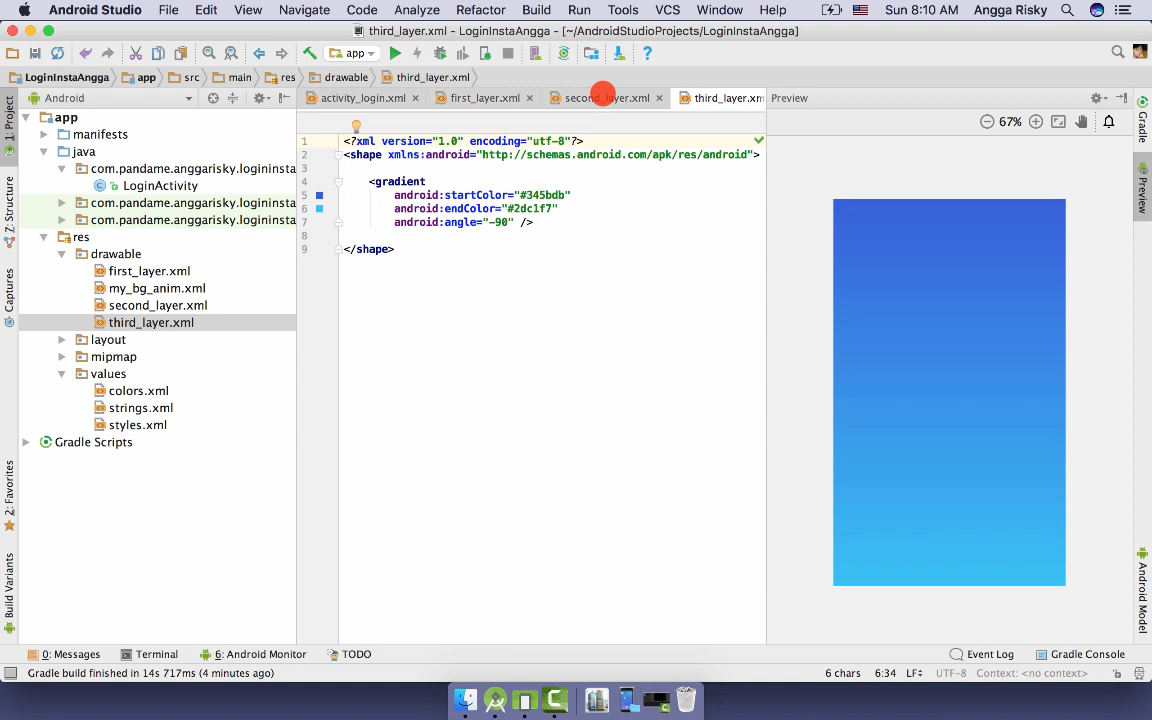 Android Studio File Edit View Navigate Code Analyze Refactor Build Run Tools VCS Window Help Sun 8:10 AM Angga Risky
third_layer.xml - LoginInstaAngga - [~/AndroidStudioProjects/LoginInstaAngga]
app
LoginInstaAngga app src main res drawable third_layer.xml
Android
activity_login.xml first_layer.xml second_layer.xml third_layer.xm
Preview
67%
1: Project
Z: Structure
Captures
2: Favorites
Build Variants
app
manifests
java
com.pandame.anggarisky.logininsta
LoginActivity
com.pandame.anggarisky.logininsta
com.pandame.anggarisky.logininsta
res
drawable
first_layer.xml
my_bg_anim.xml
second_layer.xml
third_layer.xml
layout
mipmap
values
colors.xml
strings.xml
styles.xml
Gradle Scripts
1 <?xml version="1.0" encoding="utf-8"?>
2 <shape xmlns:android="http://schemas.android.com/apk/res/android">
3
4 <gradient
5 android:startColor="#345bdb"
6 android:endColor="#2dc1f7"
7 android:angle="-90" />
8
9 </shape>
Gradle
Preview
Android Model
0: Messages Terminal 6: Android Monitor TODO Event Log Gradle Console
Gradle build finished in 14s 717ms (4 minutes ago) 6 chars 6:34 LF÷ UTF-8 Context: <no context>